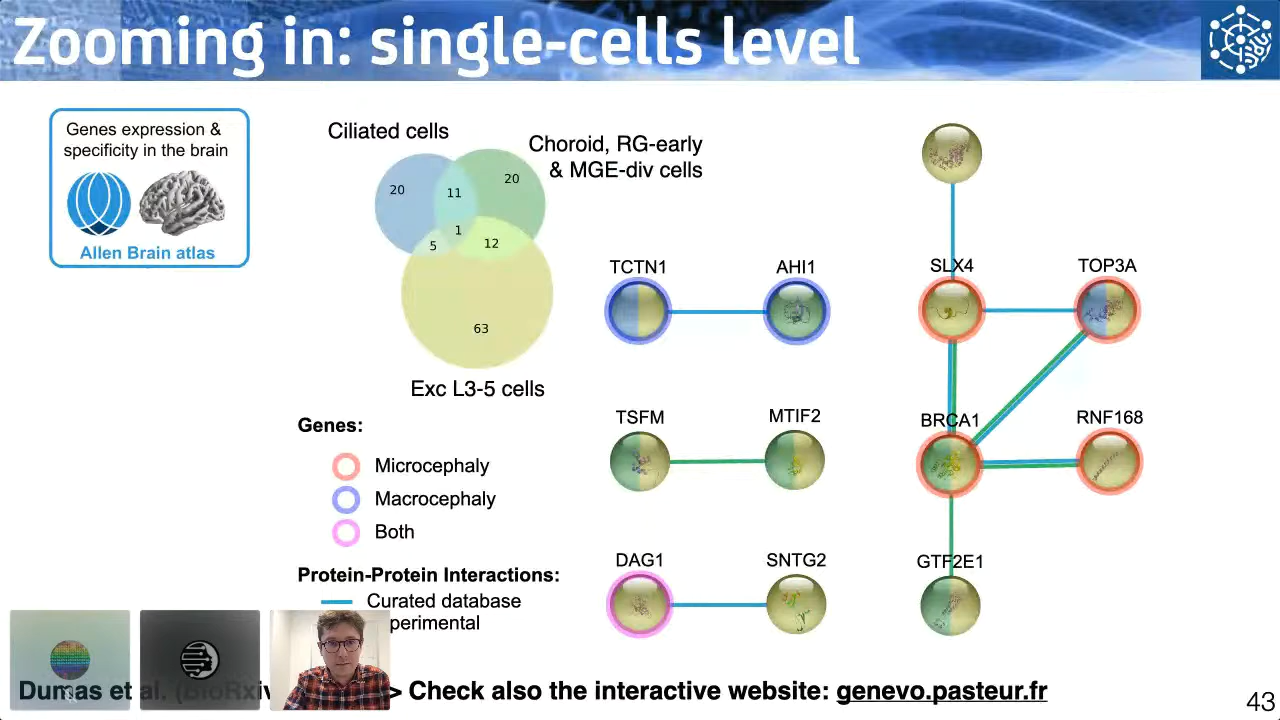 Zooming in: single-cells level
Genes expression &
specificity in the brain
Allen Brain atlas
Ciliated cells
Choroid, RG-early
& MGE-div cells
20
11
20
1
5
12
63
Exc L3-5 cells
Genes:
Microcephaly
Macrocephaly
Both
Protein-Protein Interactions:
Curated database
perimental
TCTN1
AHI1
SLX4
TOP3A
TSFM
MTIF2
BRCA1
RNF168
DAG1
SNTG2
GTF2E1
Dumas et al. (BioRxiv
> Check also the interactive website: genevo.pasteur.fr
43